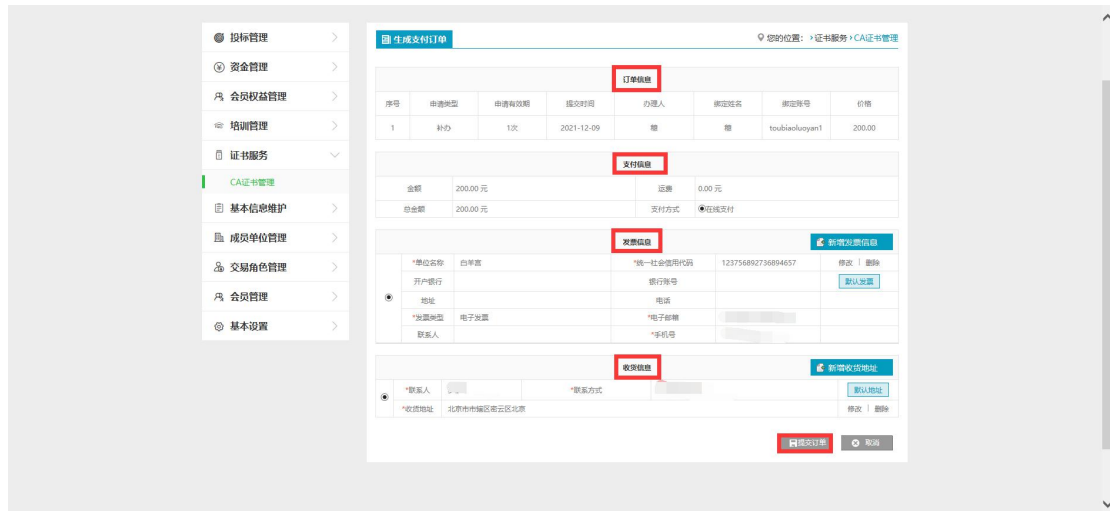 投标管理
资金管理
会员权益管理
培训管理
证书服务
CA证书管理
基本信息维护
成员单位管理
交易角色管理
会员管理
基本设置
生成支付订单
您的位置： ›证书服务›CA证书管理
订单信息
序号 申请类型 申请有效期 提交时间 办理人 绑定姓名 绑定账号 价格
1 补办 1次 2021-12-09 toubiaoluoyan1 200.00
支付信息
金额 200.00 元 运费 0.00 元
总金额 200.00 元 支付方式 在线支付
发票信息 新增发票信息
*单位名称 白羊宫 *统一社会信用代码 123756892736894657 修改 | 删除
开户银行 银行账号 默认发票
地址 电话
*发票类型 电子发票 *电子邮箱
联系人 *手机号
收货信息 新增收货地址
*联系人 *联系方式 默认地址
*收货地址 北京市市辖区密云区北京 修改 | 删除
提交订单 取消